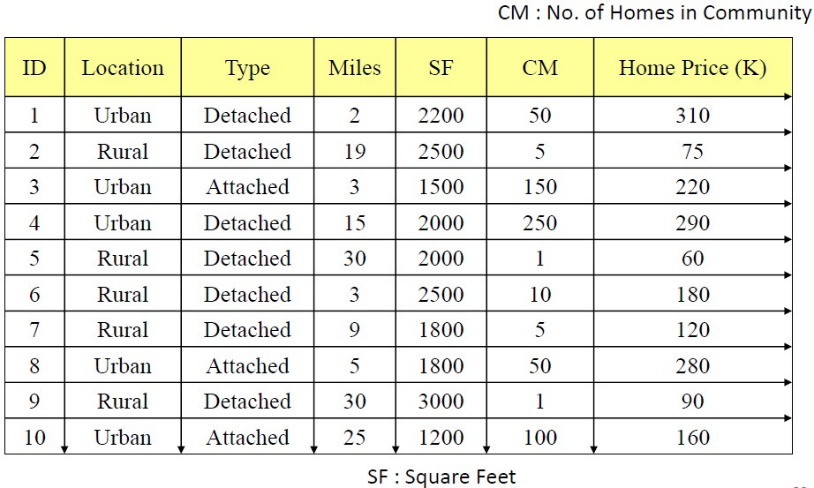 CM : No. of Homes in Community
ID Location Type Miles SF CM Home Price (K)
1 Urban Detached 2 2200 50 310
2 Rural Detached 19 2500 5 75
3 Urban Attached 3 1500 150 220
4 Urban Detached 15 2000 250 290
5 Rural Detached 30 2000 1 60
6 Rural Detached 3 2500 10 180
7 Rural Detached 9 1800 5 120
8 Urban Attached 5 1800 50 280
9 Rural Detached 30 3000 1 90
10 Urban Attached 25 1200 100 160
SF : Square Feet